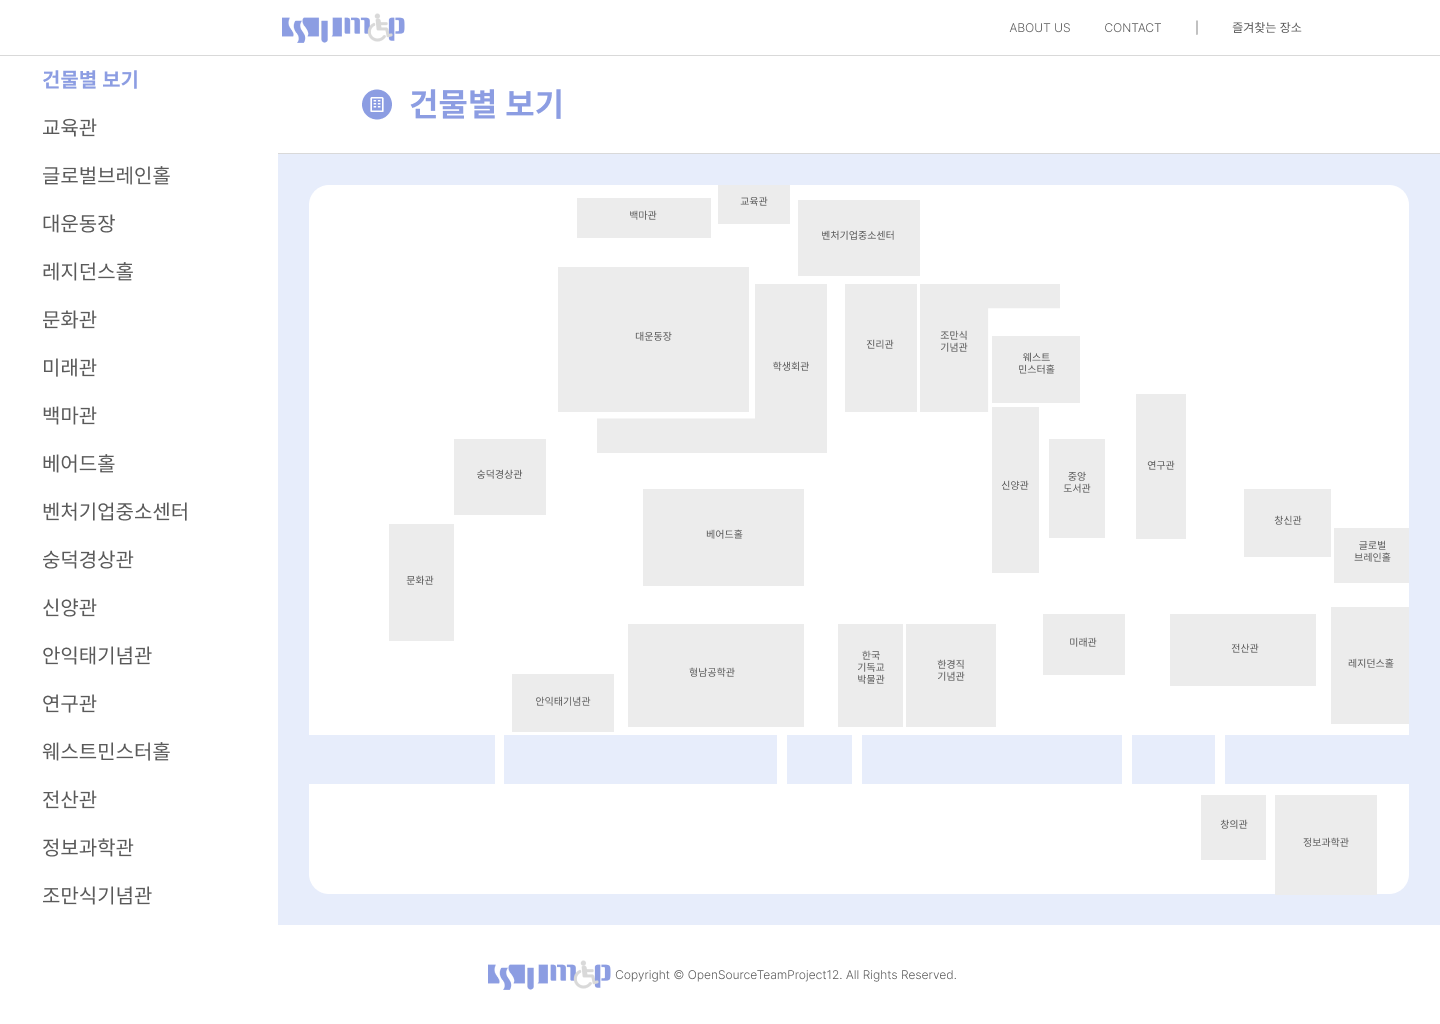 ssumap
ABOUT US
CONTACT
|
즐겨찾는 장소
건물별 보기
교육관
글로벌브레인홀
대운동장
레지던스홀
문화관
미래관
백마관
베어드홀
벤처기업중소센터
숭덕경상관
신양관
안익태기념관
연구관
웨스트민스터홀
전산관
정보과학관
조만식기념관
건물별 보기
백마관
교육관
벤처기업중소센터
대운동장
학생회관
진리관
조만식
기념관
웨스트
민스터홀
숭덕경상관
신양관
중앙
도서관
연구관
베어드홀
창신관
글로벌
브레인홀
문화관
형남공학관
한국
기독교
박물관
한경직
기념관
미래관
전산관
레지던스홀
안익태기념관
창의관
정보과학관
ssumap Copyright © OpenSourceTeamProject12. All Rights Reserved.